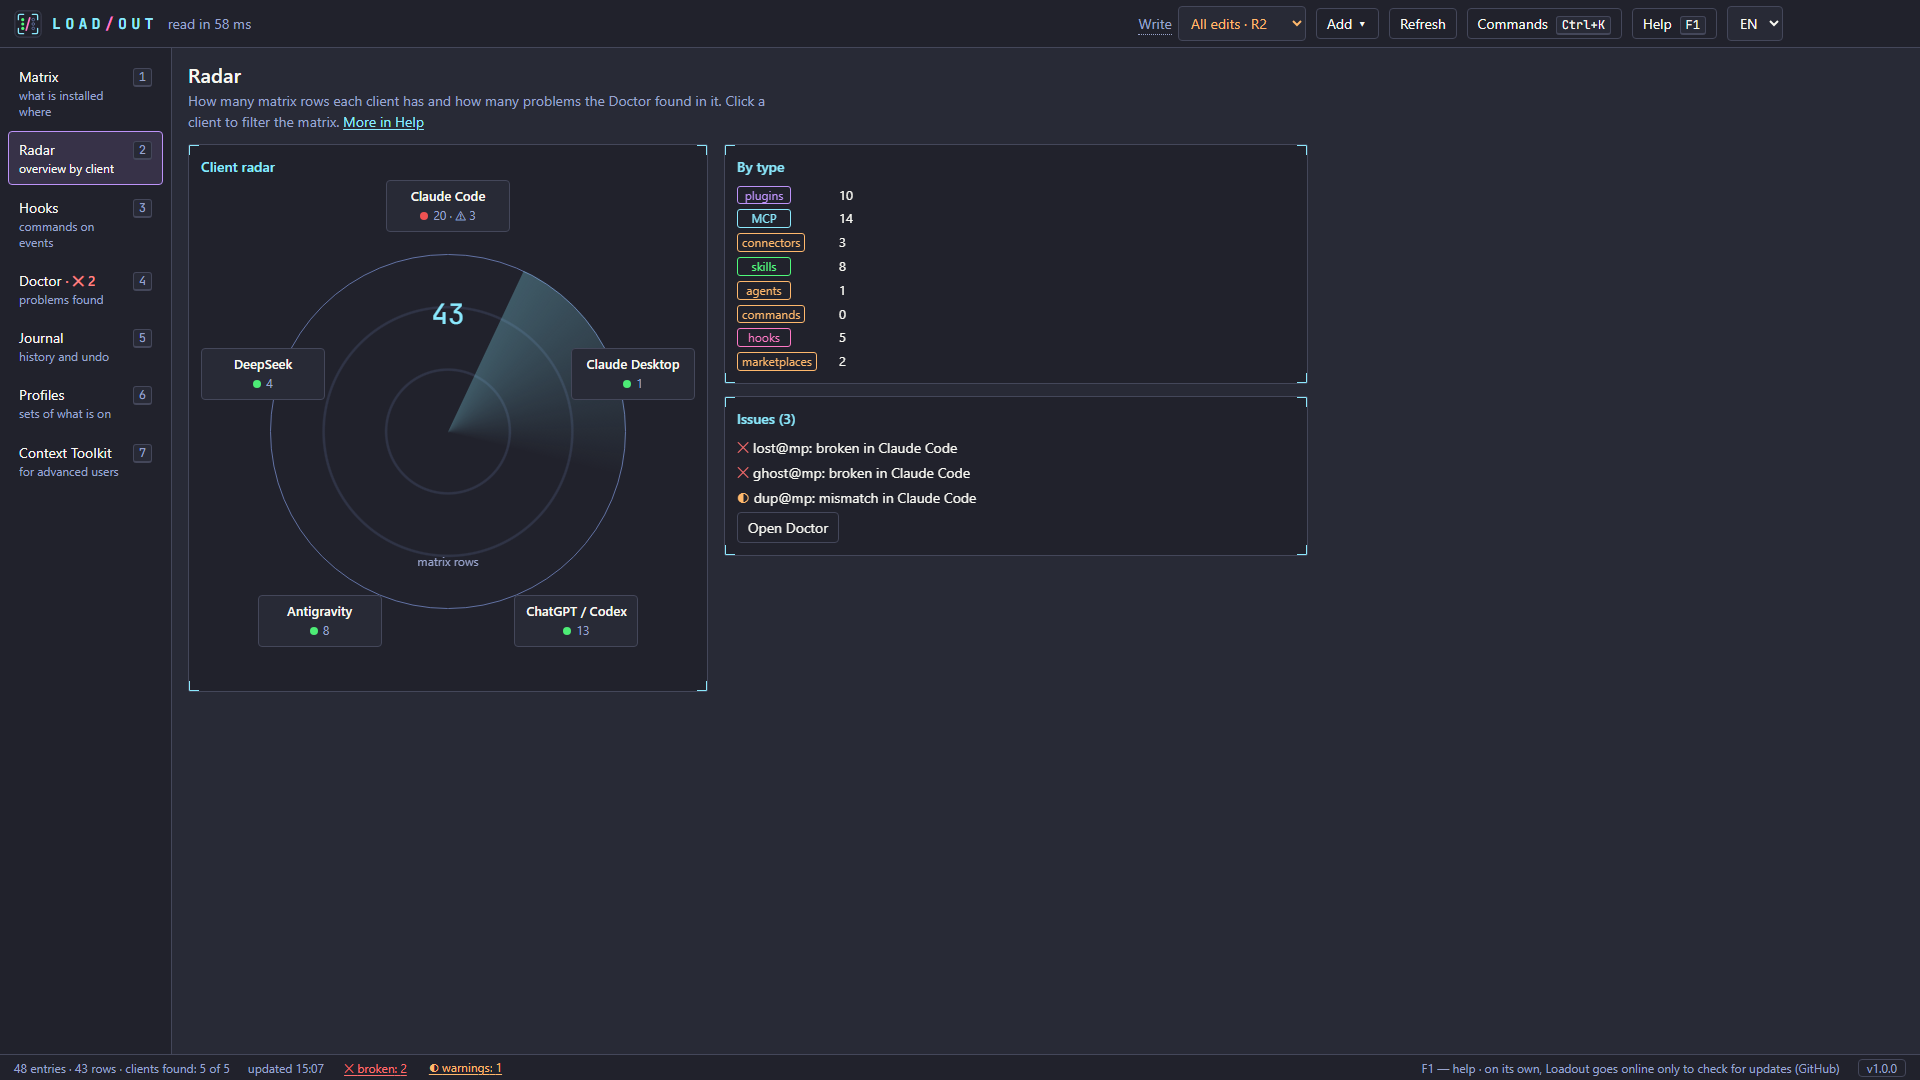 LOAD/OUT read in 58 ms
Write All edits · R2 Add ▾ Refresh Commands Ctrl+K Help F1 EN
Matrix 1
what is installed
where
Radar 2
overview by client
Hooks 3
commands on
events
Doctor · ✕ 2 4
problems found
Journal 5
history and undo
Profiles 6
sets of what is on
Context Toolkit 7
for advanced users
Radar
How many matrix rows each client has and how many problems the Doctor found in it. Click a
client to filter the matrix. More in Help
Client radar
Claude Code
20 · ⚠ 3
43
DeepSeek
4
Claude Desktop
1
matrix rows
Antigravity
8
ChatGPT / Codex
13
By type
plugins 10
MCP 14
connectors 3
skills 8
agents 1
commands 0
hooks 5
marketplaces 2
Issues (3)
✕ lost@mp: broken in Claude Code
✕ ghost@mp: broken in Claude Code
◐ dup@mp: mismatch in Claude Code
Open Doctor
48 entries · 43 rows · clients found: 5 of 5 updated 15:07 ✕ broken: 2 ◐ warnings: 1
F1 — help · on its own, Loadout goes online only to check for updates (GitHub) v1.0.0